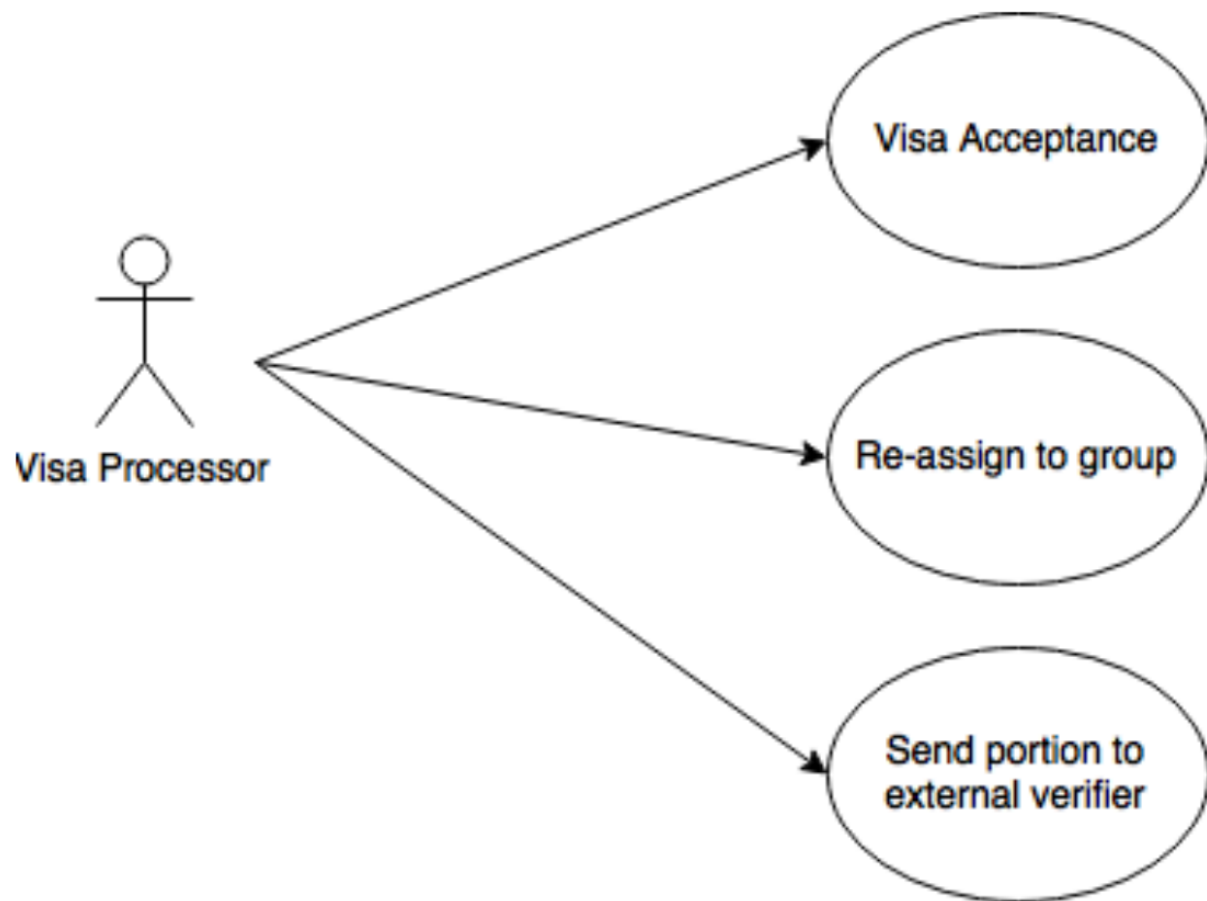 Visa Acceptance
Visa Processor
Re-assign to group
Send portion to
external verifier